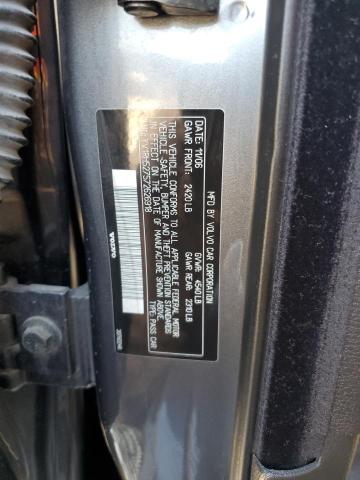 MFD BY VOLVO CAR CORPORATION
DATE: 11/06 GVWR: 4540LB
GAWR FRONT: 2420LB GAWR REAR: 2310LB
THIS VEHICLE CONFORMS TO ALL APPLICABLE FEDERAL MOTOR
VEHICLE-SAFETY, BUMPER AND THEFT PREVENTION STANDARDS
IN EFFECT ON THE DATE OF MANUFACTURE SHOWN ABOVE.
TYPE: PASS CAR
VOLVO